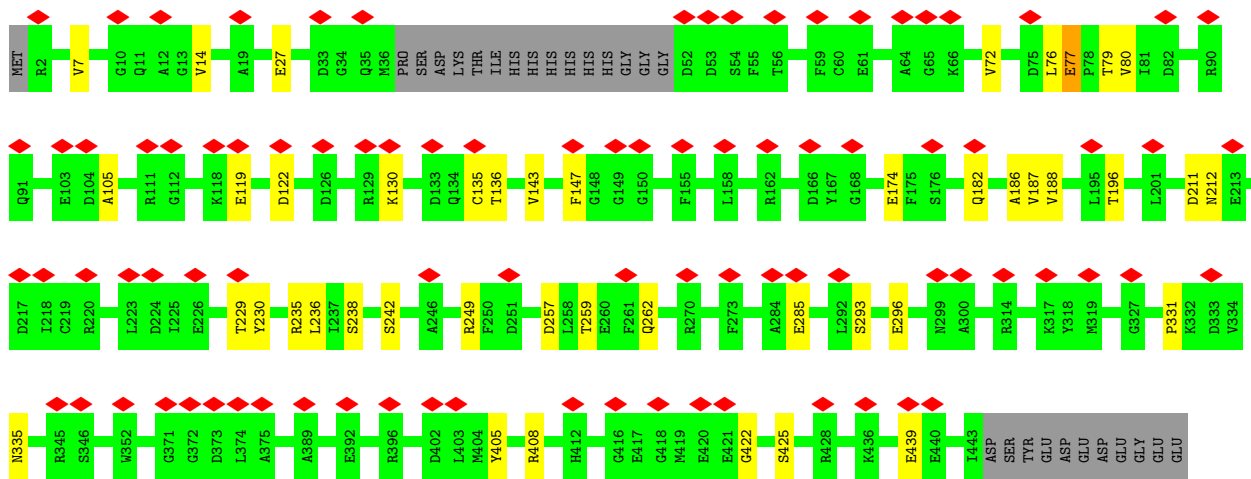 MET R2 V7 G10 Q11 A12 G13 V14 A19 E27 D33 G34 Q35 M36 PRO SER ASP LYS THR ILE HIS HIS HIS HIS HIS HIS GLY GLY GLY D52 D53 S54 F55 T56 F59 C60 E61 A64 G65 K66 V72 D75 L76 E77 P78 T79 V80 I81 D82 R90
Q91 E103 D104 A105 R111 G112 K118 E119 D122 D126 R129 K130 D133 Q134 C135 T136 V143 F147 G148 G149 G150 F155 L158 R162 D166 Y167 G168 E174 F175 S176 Q182 A186 V187 V188 L195 T196 L201 D211 N212 E213
D217 I218 C219 R220 L223 D224 I225 E226 T229 Y230 R235 L236 I237 S238 S242 A246 R249 F250 D251 D257 L258 T259 E260 F261 Q262 R270 F273 A284 E285 L292 S293 E296 N299 A300 R314 K317 Y318 M319 G327 P331 K332 D333 V334
N335 R345 S346 W352 G371 G372 D373 L374 A375 A389 E392 R396 D402 L403 M404 Y405 R408 H412 G416 E417 G418 M419 E420 E421 G422 S425 R428 K436 E439 E440 I443 ASP SER TYR GLU ASP GLU ASP GLU GLY GLU GLU